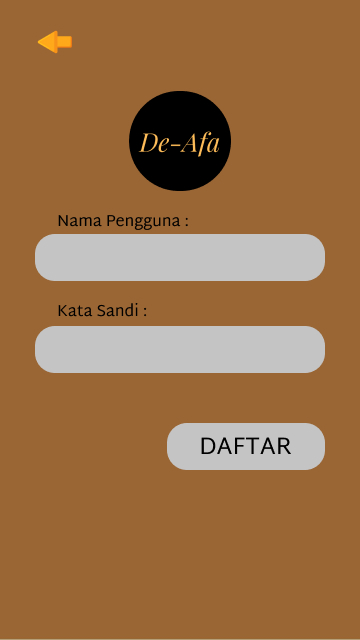 De-Afa
Nama Pengguna :
Kata Sandi :
DAFTAR